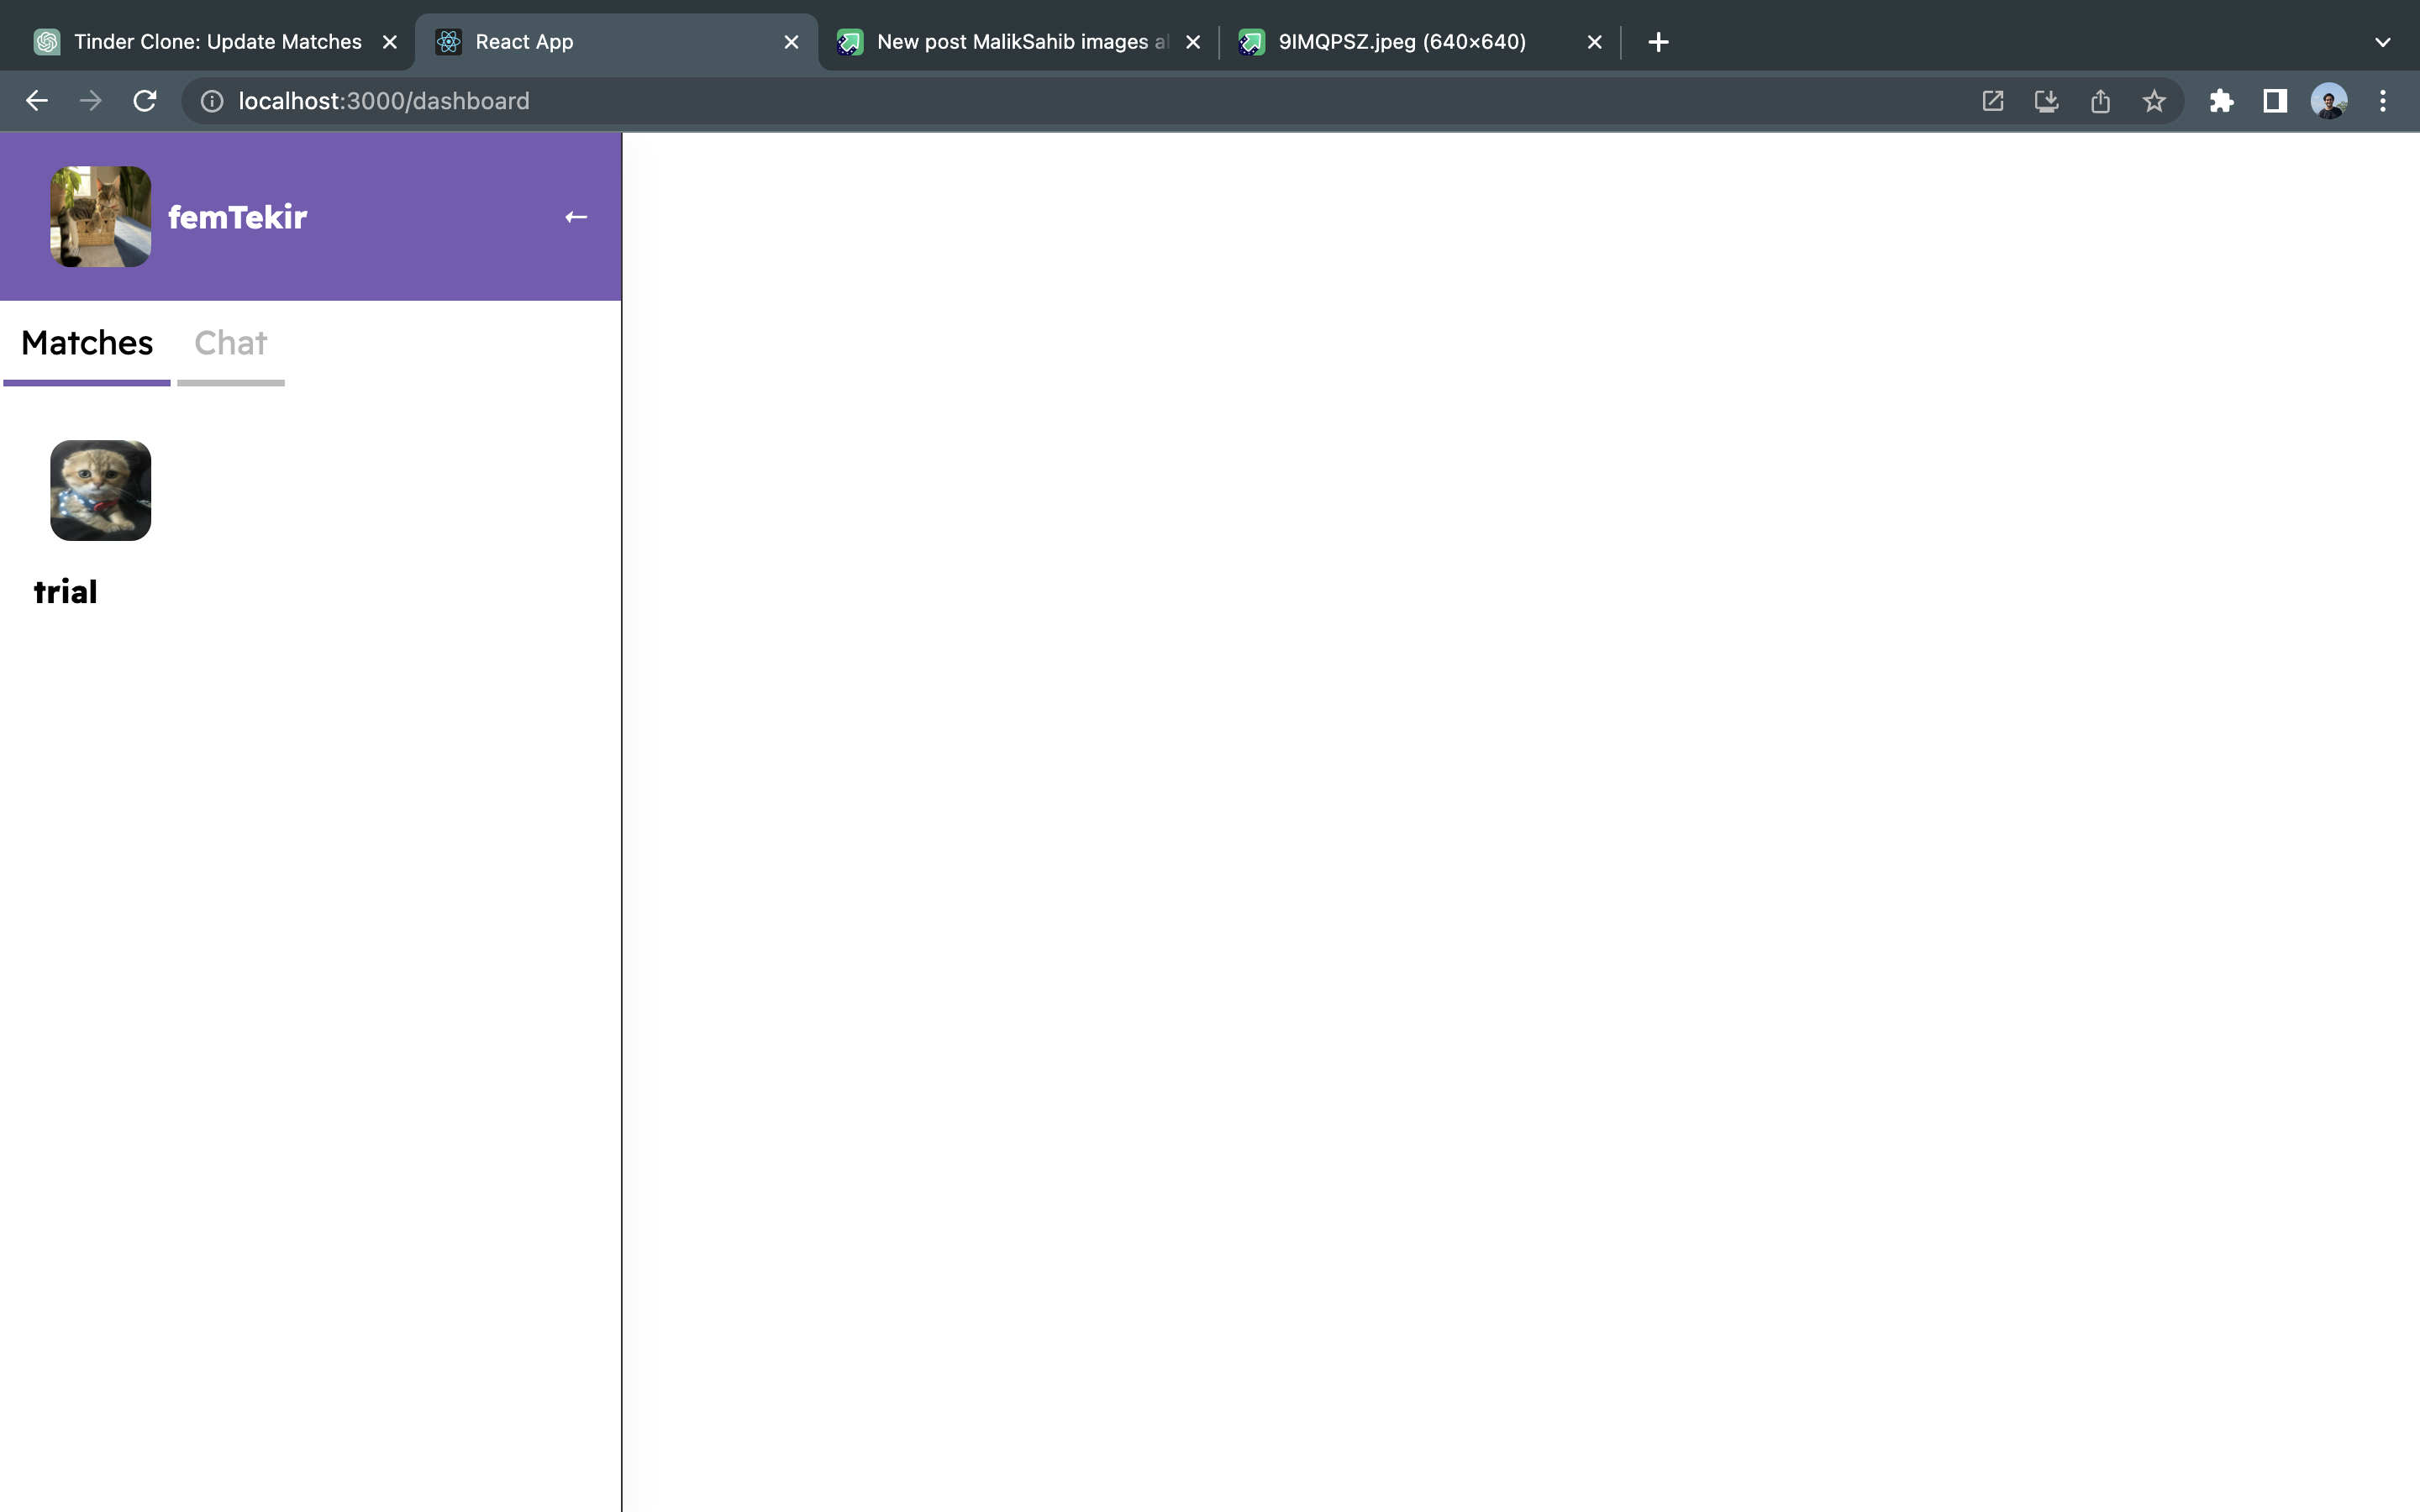 Tinder Clone: Update Matches
React App
New post MalikSahib images al
9IMQPSZ.jpeg (640×640)
localhost:3000/dashboard
femTekir
←
Matches
Chat
trial